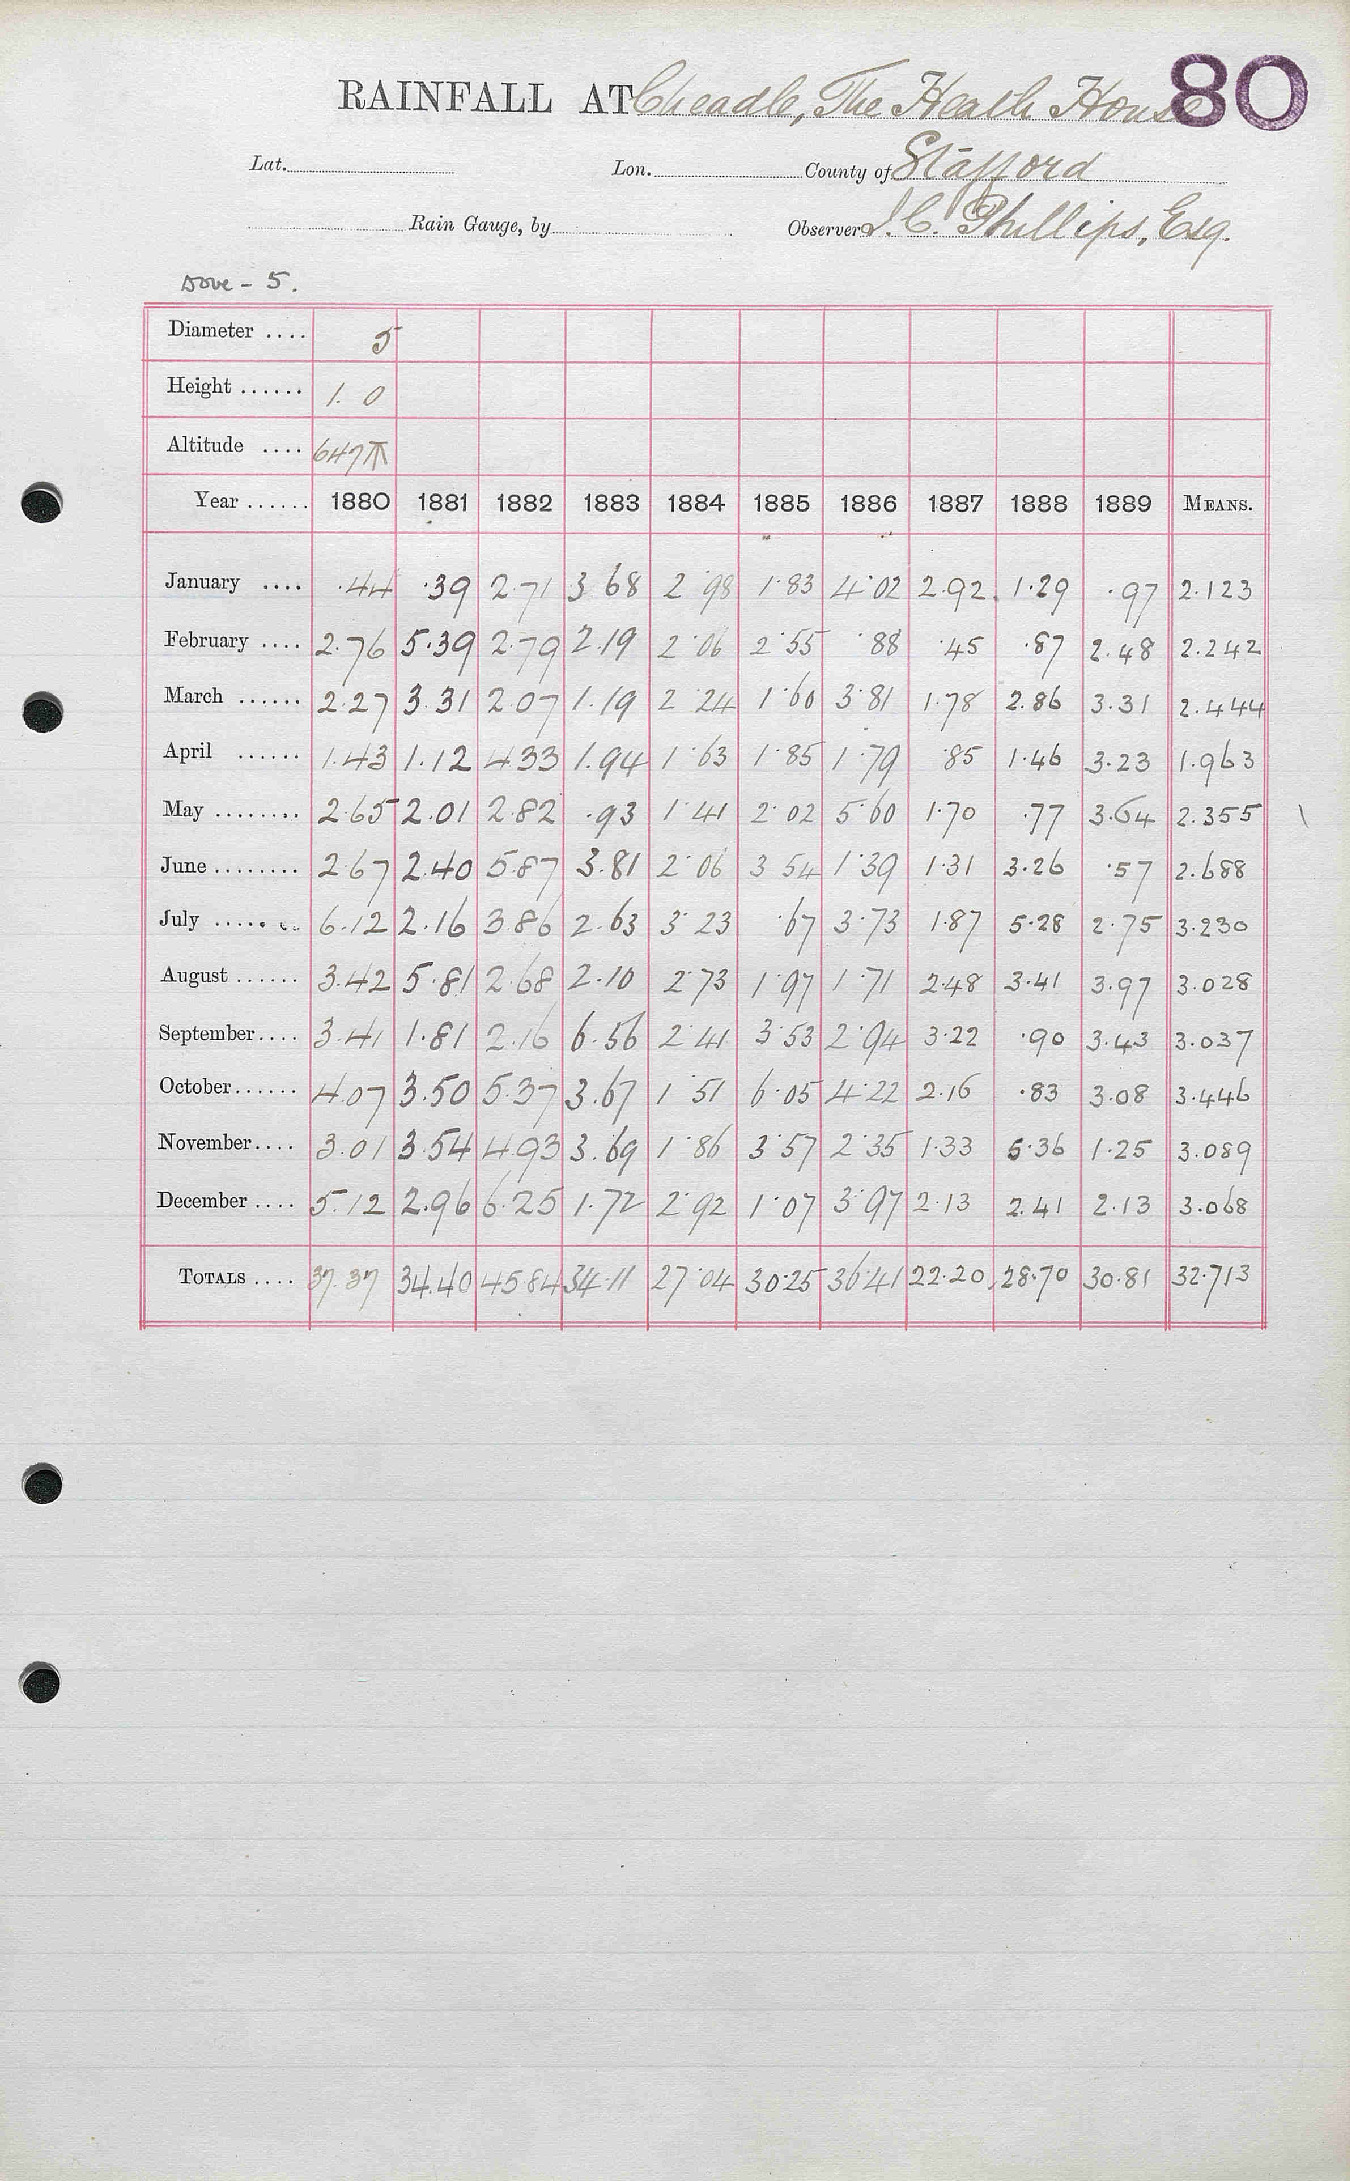 80
RAINFALL AT Cheadle, The Heath House
Lat. Lon. County of Stafford
Rain Gauge, by Observer J. C. Phillips, Esq.
Dove - 5.
Diameter .... 5
Height ...... 1. 0
Altitude .... 647
Year ...... 1880 1881 1882 1883 1884 1885 1886 1887 1888 1889 MEANS.
January .... .44 .39 2.71 3.68 2.98 1.83 4.02 2.92 1.29 .97 2.123
February .... 2.76 5.39 2.79 2.19 2.06 2.55 .88 .45 .87 2.48 2.242
March ...... 2.27 3.31 2.07 1.19 2.24 1.60 3.81 1.78 2.86 3.31 2.444
April ...... 1.43 1.12 4.33 1.94 1.63 1.85 1.79 .85 1.46 3.23 1.963
May ........ 2.65 2.01 2.82 .93 1.41 2.02 5.60 1.70 .77 3.64 2.355
June ........ 2.67 2.40 5.87 3.81 2.06 3.54 1.39 1.31 3.26 .57 2.688
July ...... 6.12 2.16 3.86 2.63 3.23 .67 3.73 1.87 5.28 2.75 3.230
August ...... 3.42 5.81 2.68 2.10 2.73 1.97 1.71 2.48 3.41 3.97 3.028
September.... 3.41 1.81 2.16 6.56 2.41 3.53 2.94 3.22 .90 3.43 3.037
October...... 4.07 3.50 5.37 3.67 1.51 6.05 4.22 2.16 .83 3.08 3.446
November.... 3.01 3.54 4.93 3.69 1.86 3.57 2.35 1.33 5.36 1.25 3.089
December .... 5.12 2.96 6.25 1.72 2.92 1.07 3.97 2.13 2.41 2.13 3.068
TOTALS .... 37.37 34.40 45.84 34.11 27.04 30.25 36.41 22.20 28.70 30.81 32.713